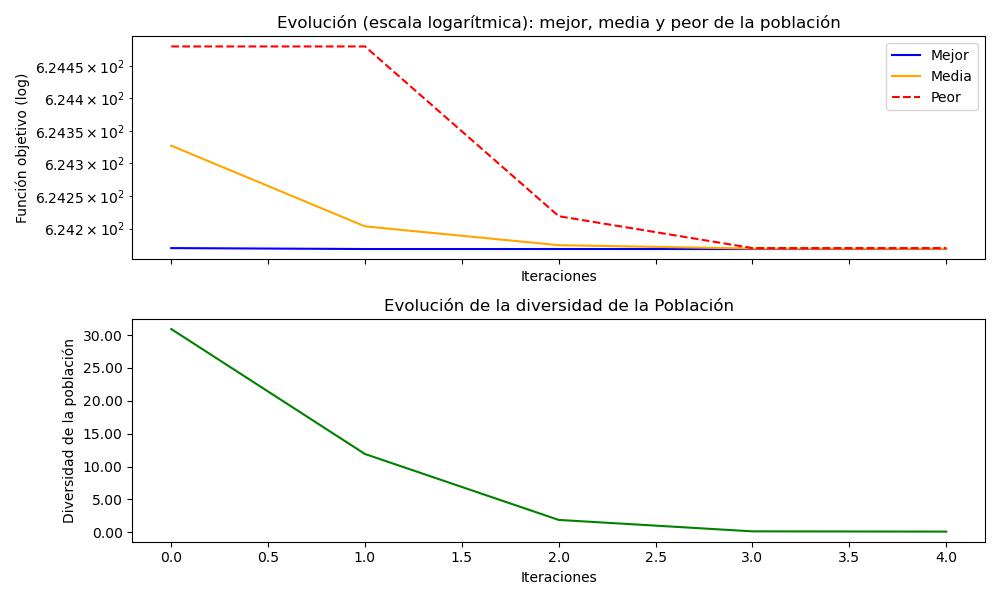 Evolución (escala logarítmica): mejor, media y peor de la población
Función objetivo (log)
6.2445 × 10²
6.244 × 10²
6.2435 × 10²
6.243 × 10²
6.2425 × 10²
6.242 × 10²
Mejor
Media
Peor
Iteraciones
Evolución de la diversidad de la Población
Diversidad de la población
30.00
25.00
20.00
15.00
10.00
5.00
0.00
0.0 0.5 1.0 1.5 2.0 2.5 3.0 3.5 4.0
Iteraciones